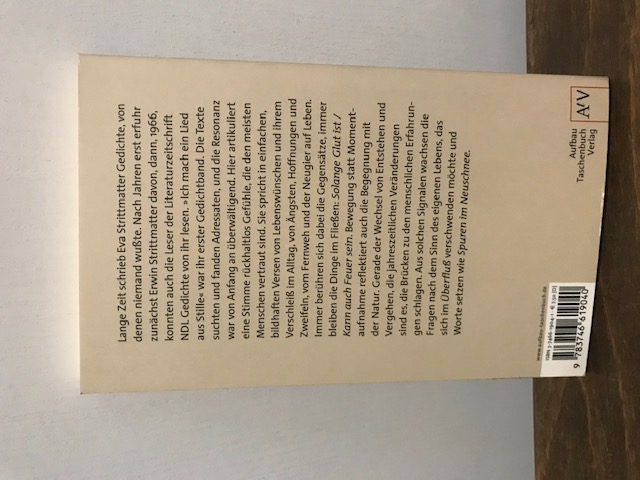 Lange Zeit schrieb Eva Strittmatter Gedichte, von
denen niemand wußte. Nach Jahren erst erfuhr
zunächst Erwin Strittmatter davon, dann, 1966,
konnten auch die Leser der Literaturzeitschrift
NDL Gedichte von ihr lesen. »Ich mach ein Lied
aus Stille« war ihr erster Gedichtband. Die Texte
suchten und fanden Adressaten, und die Resonanz
war von Anfang an überwältigend. Hier artikuliert
eine Stimme rückhaltlos Gefühle, die den meisten
Menschen vertraut sind. Sie spricht in einfachen,
bildhaften Versen von Lebenswünschen und ihrem
Verschleiß im Alltag, von Ängsten, Hoffnungen und
Zweifeln, vom Fernweh und der Neugier auf Leben.
Immer berühren sich dabei die Gegensätze, immer
bleiben die Dinge im Fließen: Solange Glut ist /
Kann auch Feuer sein. Bewegung statt Moment-
aufnahme reflektiert auch die Begegnung mit
der Natur. Gerade der Wechsel von Entstehen und
Vergehen, die jahreszeitlichen Veränderungen
sind es, die Brücken zu den menschlichen Erfahrun-
gen schlagen. Aus solchen Signalen wachsen die
Fragen nach dem Sinn des eigenen Lebens, das
sich im Überfluß verschwenden möchte und
Worte setzen wie Spuren im Neuschnee.
www.aufbau-taschenbuch.de
ISBN 3-7466-1904-1 · € 7,50 [D]
9 783746 619040
AtV
Aufbau
Taschenbuch
Verlag